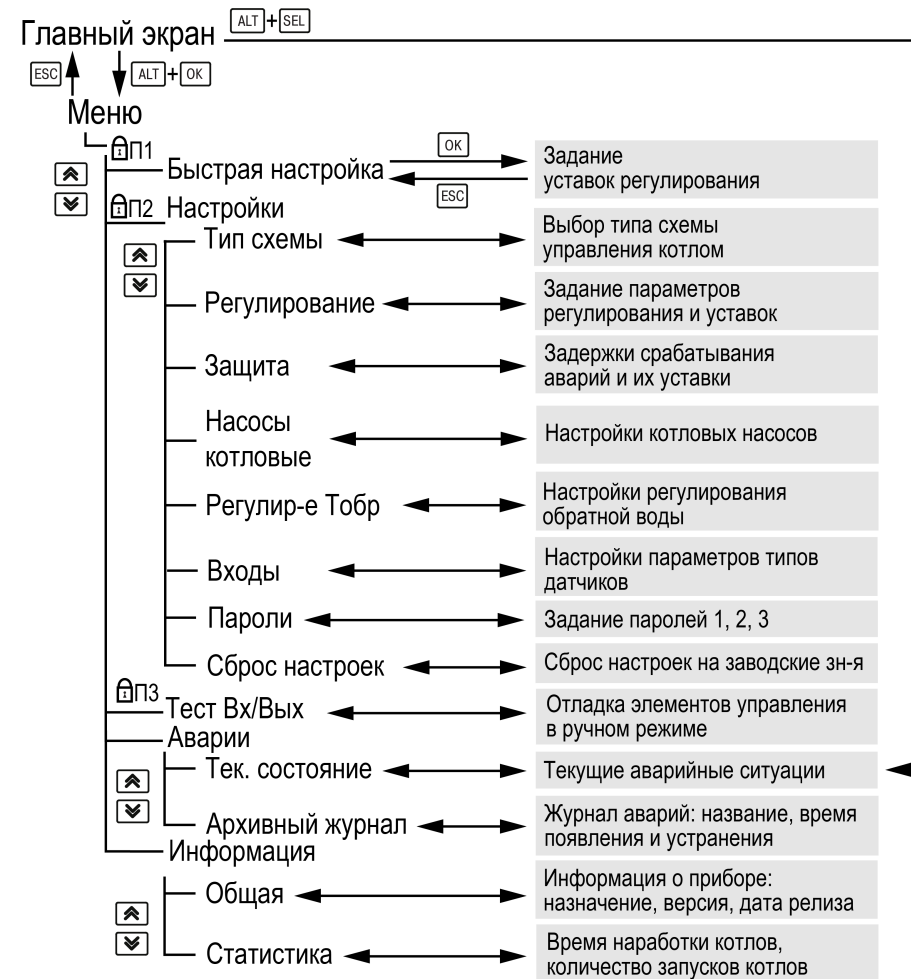 Главный экран ALT+SEL
ESC ALT+OK
Меню
П1
Быстрая настройка OK ESC
Задание
уставок регулирования
П2 Настройки
Тип схемы
Выбор типа схемы
управления котлом
Регулирование
Задание параметров
регулирования и уставок
Защита
Задержки срабатывания
аварий и их уставки
Насосы
котловые
Настройки котловых насосов
Регулир-е Тобр
Настройки регулирования
обратной воды
Входы
Настройки параметров типов
датчиков
Пароли
Задание паролей 1, 2, 3
Сброс настроек
Сброс настроек на заводские зн-я
П3
Тест Вх/Вых
Отладка элементов управления
в ручном режиме
Аварии
Тек. состояние
Текущие аварийные ситуации
Архивный журнал
Журнал аварий: название, время
появления и устранения
Информация
Общая
Информация о приборе:
назначение, версия, дата релиза
Статистика
Время наработки котлов,
количество запусков котлов